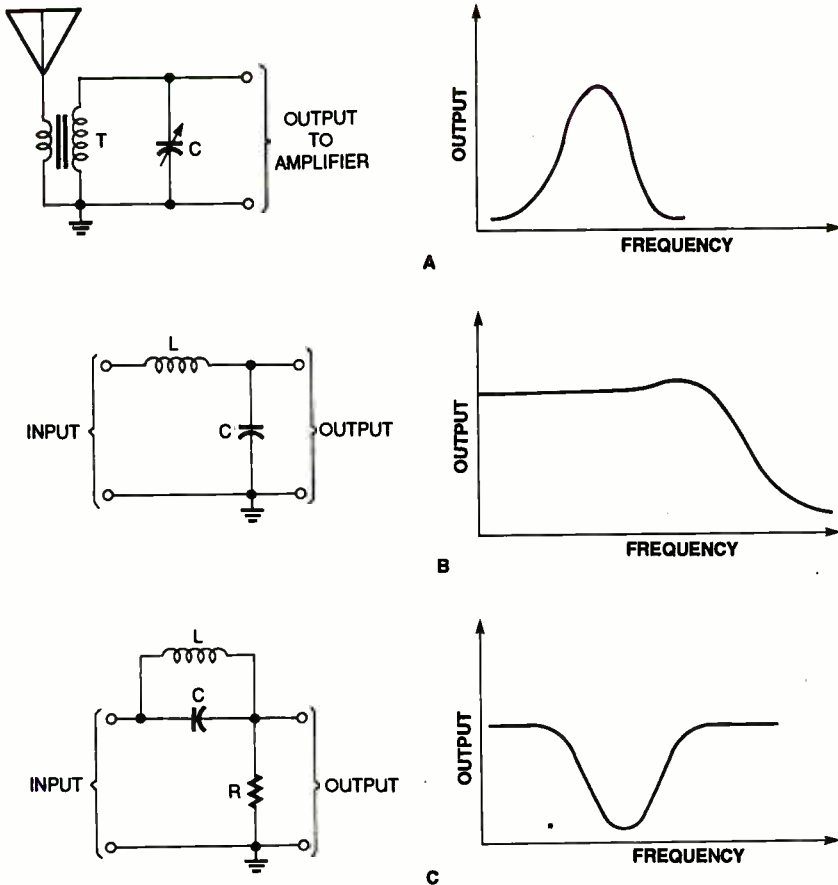 T
C
OUTPUT
TO
AMPLIFIER
OUTPUT
FREQUENCY
A
L
INPUT
C
OUTPUT
OUTPUT
FREQUENCY
B
L
C
INPUT
R
OUTPUT
OUTPUT
FREQUENCY
C